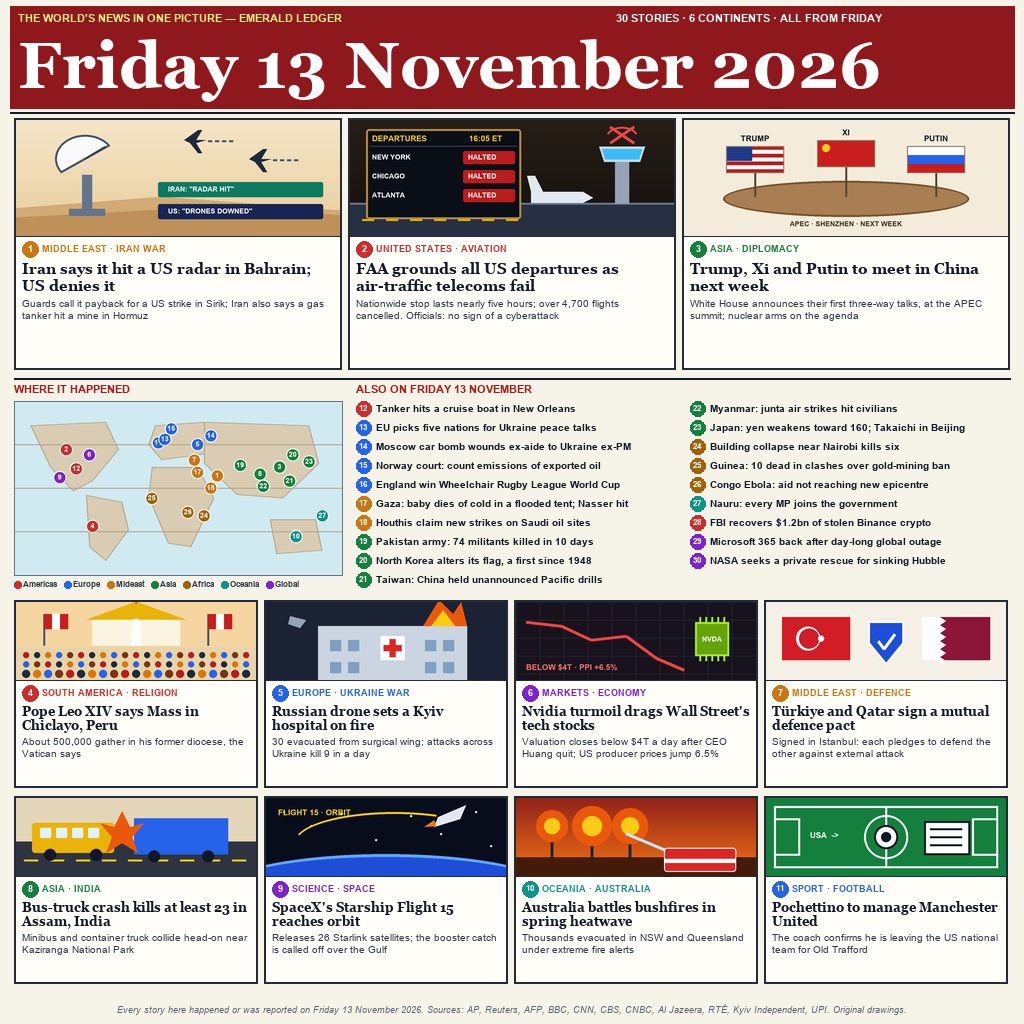 THE WORLD'S NEWS IN ONE PICTURE — EMERALD LEDGER
30 STORIES · 6 CONTINENTS · ALL FROM FRIDAY
Friday 13 November 2026
IRAN: "RADAR HIT"
US: "DRONES DOWNED"
1 MIDDLE EAST · IRAN WAR
Iran says it hit a US radar in Bahrain;
US denies it
Guards call it payback for a US strike in Sirik; Iran also says a gas
tanker hit a mine in Hormuz
DEPARTURES 16:05 ET
NEW YORK HALTED
CHICAGO HALTED
ATLANTA HALTED
2 UNITED STATES · AVIATION
FAA grounds all US departures as
air-traffic telecoms fail
Nationwide stop lasts nearly five hours; over 4,700 flights
cancelled. Officials: no sign of a cyberattack
TRUMP
XI
PUTIN
APEC · SHENZHEN · NEXT WEEK
3 ASIA · DIPLOMACY
Trump, Xi and Putin to meet in China
next week
White House announces their first three-way talks, at the APEC
summit; nuclear arms on the agenda
WHERE IT HAPPENED
15
13
14
5
2
6
12
9
7
17
1
18
19
20
3
23
8
22
21
25
26
24
4
27
10
Americas Europe Mideast Asia Africa Oceania Global
ALSO ON FRIDAY 13 NOVEMBER
12 Tanker hits a cruise boat in New Orleans
13 EU picks five nations for Ukraine peace talks
14 Moscow car bomb wounds ex-aide to Ukraine ex-PM
15 Norway court: count emissions of exported oil
16 England win Wheelchair Rugby League World Cup
17 Gaza: baby dies of cold in a flooded tent; Nasser hit
18 Houthis claim new strikes on Saudi oil sites
19 Pakistan army: 74 militants killed in 10 days
20 North Korea alters its flag, a first since 1948
21 Taiwan: China held unannounced Pacific drills
22 Myanmar: junta air strikes hit civilians
23 Japan: yen weakens toward 160; Takaichi in Beijing
24 Building collapse near Nairobi kills six
25 Guinea: 10 dead in clashes over gold-mining ban
26 Congo Ebola: aid not reaching new epicentre
27 Nauru: every MP joins the government
28 FBI recovers $1.2bn of stolen Binance crypto
29 Microsoft 365 back after day-long global outage
30 NASA seeks a private rescue for sinking Hubble
4 SOUTH AMERICA · RELIGION
Pope Leo XIV says Mass in
Chiclayo, Peru
About 500,000 gather in his former diocese, the
Vatican says
5 EUROPE · UKRAINE WAR
Russian drone sets a Kyiv
hospital on fire
30 evacuated from surgical wing; attacks across
Ukraine kill 9 in a day
NVDA
BELOW $4T · PPI +6.5%
6 MARKETS · ECONOMY
Nvidia turmoil drags Wall Street's
tech stocks
Valuation closes below $4T a day after CEO
Huang quit; US producer prices jump 6.5%
7 MIDDLE EAST · DEFENCE
Türkiye and Qatar sign a mutual
defence pact
Signed in Istanbul: each pledges to defend the
other against external attack
8 ASIA · INDIA
Bus-truck crash kills at least 23 in
Assam, India
Minibus and container truck collide head-on near
Kaziranga National Park
FLIGHT 15 · ORBIT
9 SCIENCE · SPACE
SpaceX's Starship Flight 15
reaches orbit
Releases 26 Starlink satellites; the booster catch
is called off over the Gulf
10 OCEANIA · AUSTRALIA
Australia battles bushfires in
spring heatwave
Thousands evacuated in NSW and Queensland
under extreme fire alerts
USA ->
11 SPORT · FOOTBALL
Pochettino to manage Manchester
United
The coach confirms he is leaving the US national
team for Old Trafford
Every story here happened or was reported on Friday 13 November 2026. Sources: AP, Reuters, AFP, BBC, CNN, CBS, CNBC, Al Jazeera, RTÉ, Kyiv Independent, UPI. Original drawings.